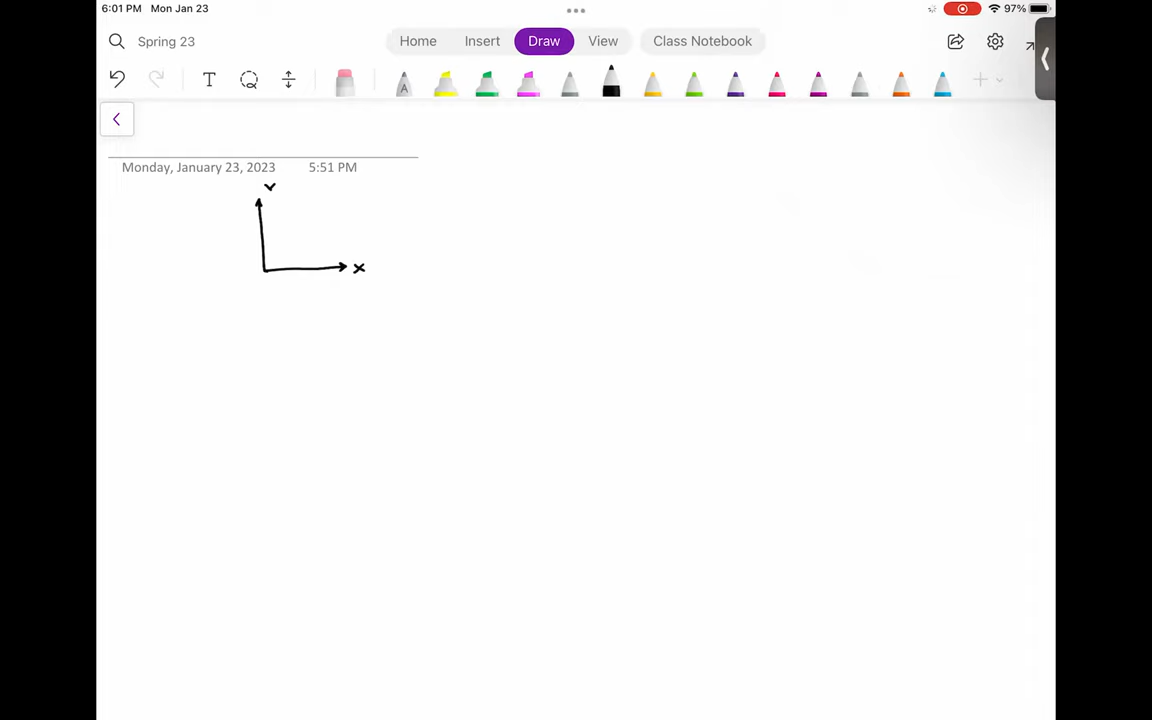 6:01 PM Mon Jan 23
97%
Spring 23
Home Insert Draw View Class Notebook
T
A
Monday, January 23, 2023 5:51 PM
x